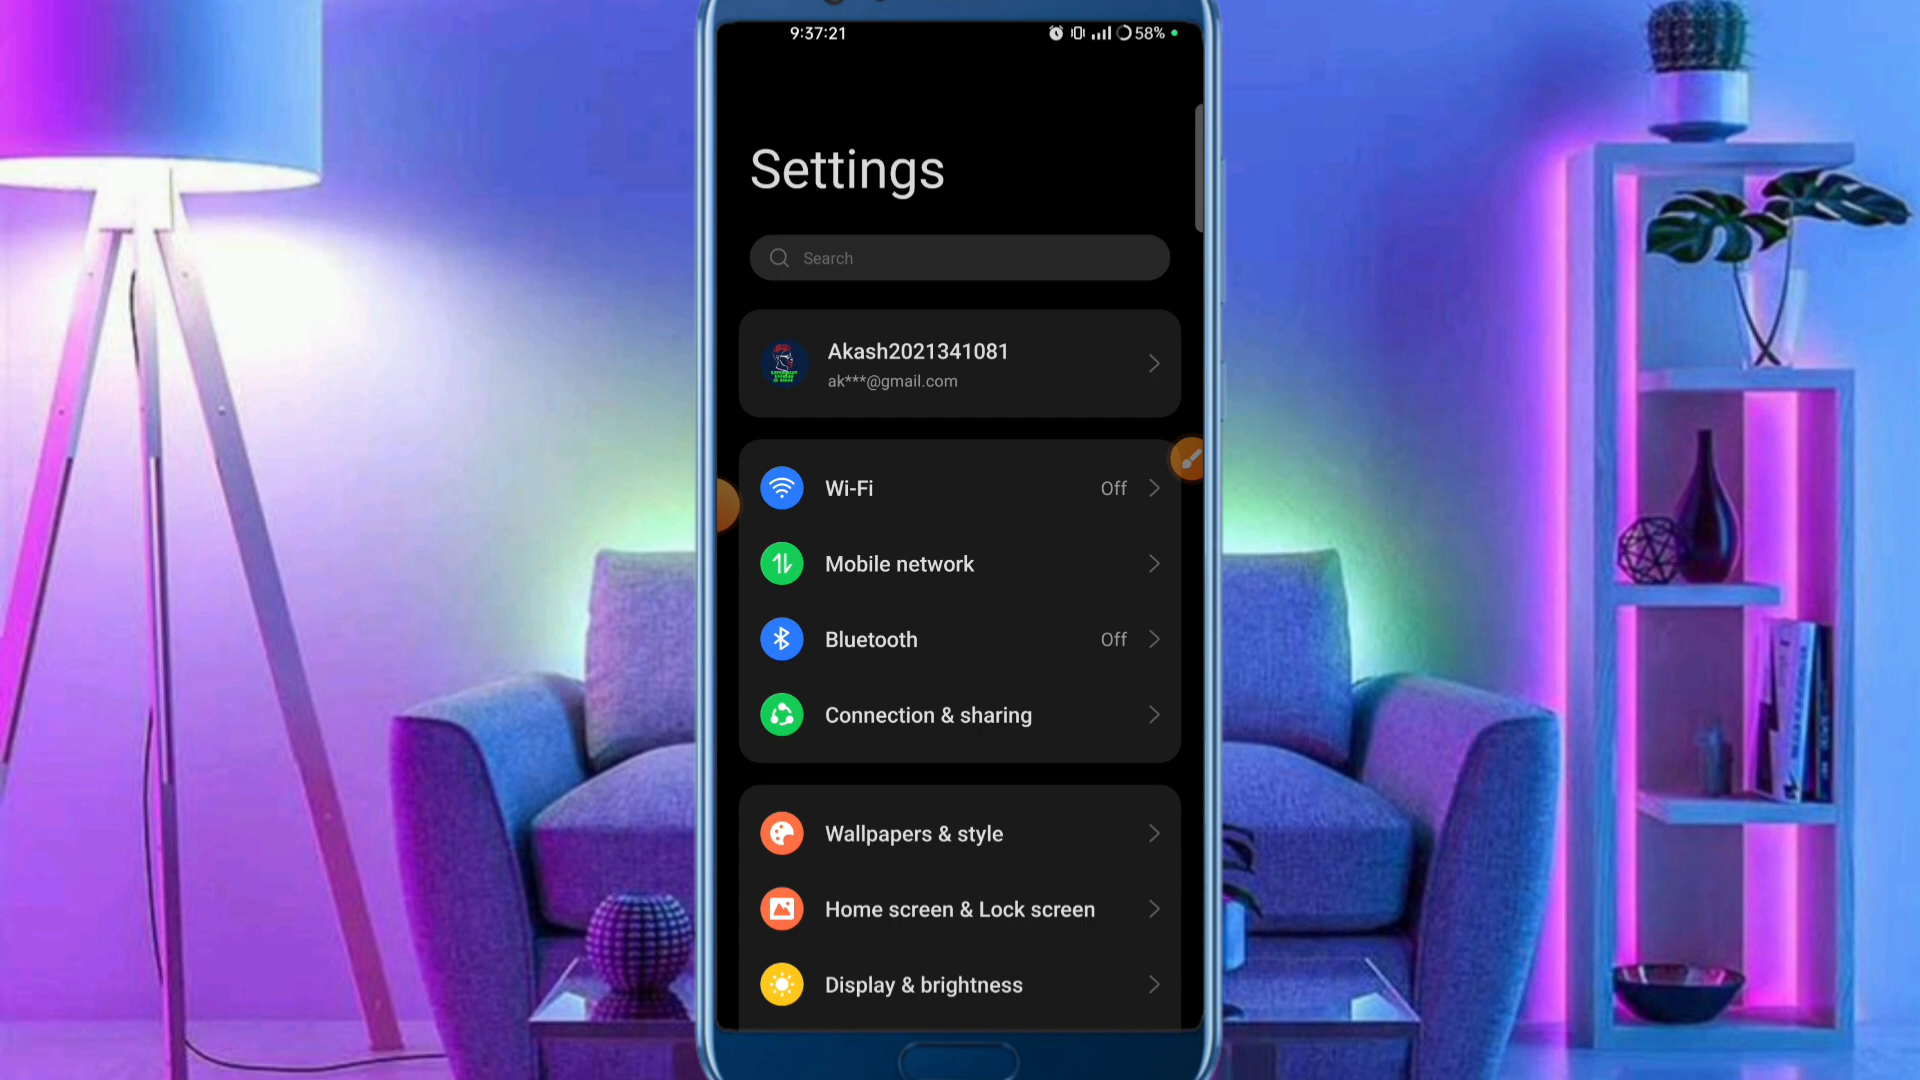 9:37:21
58%
Settings
Search
Akash2021341081
ak***@gmail.com
Wi-Fi
Off
Mobile network
Bluetooth
Off
Connection & sharing
Wallpapers & style
Home screen & Lock screen
Display & brightness